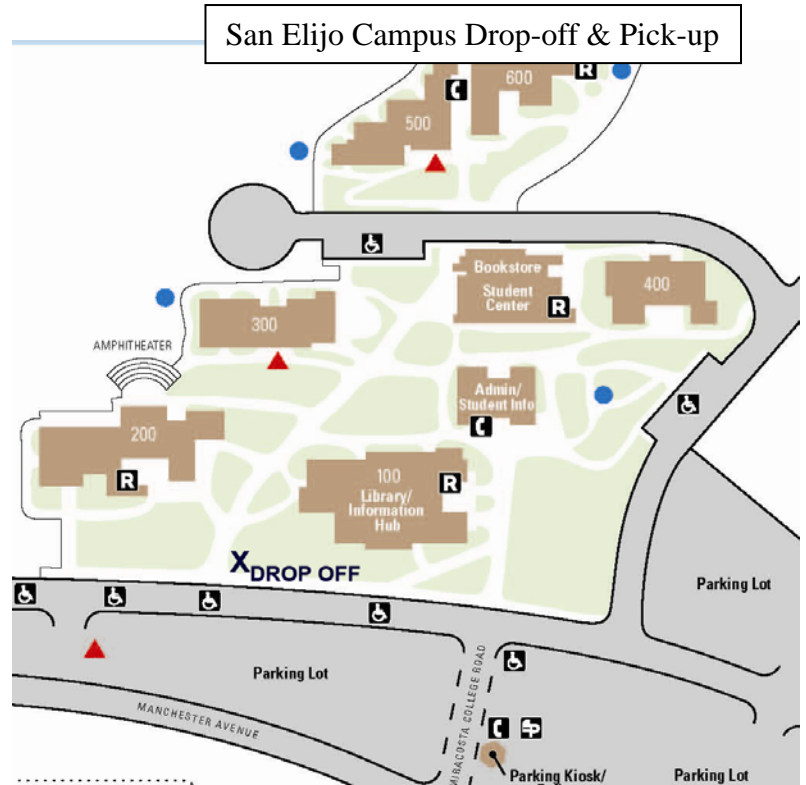 San Elijo Campus Drop-off & Pick-up
600
R
500
Bookstore
Student
Center
R
400
300
AMPHITHEATER
Admin/
Student Info
200
R
100
R
Library/
Information
Hub
X DROP OFF
Parking Lot
Parking Lot
MIRACOSTA COLLEGE ROAD
MANCHESTER AVENUE
Parking Kiosk/
Parking Lot